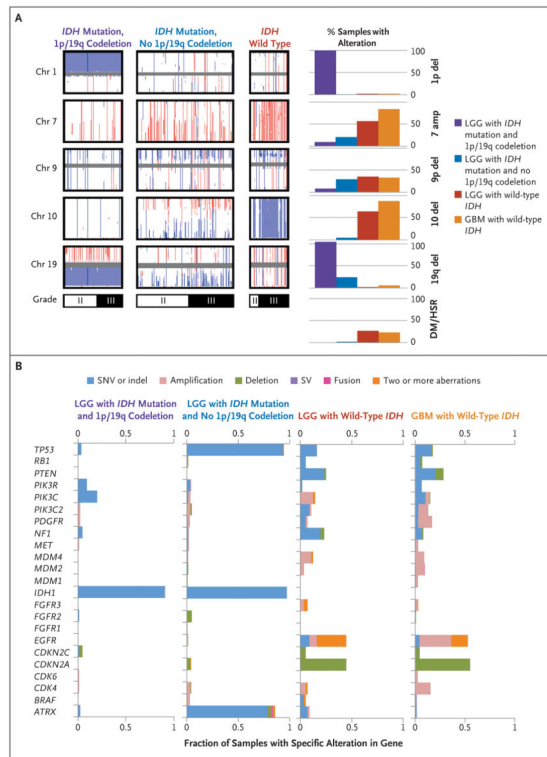 A
IDH Mutation,
1p/19q Codeletion
IDH Mutation,
No 1p/19q Codeletion
IDH
Wild Type
% Samples with
Alteration
Chr 1
100
50
0
1p del
Chr 7
100
50
0
7 amp
Chr 9
100
50
0
9p del
Chr 10
100
50
0
10 del
Chr 19
100
50
0
19q del
Grade
II
III
II
III
II
III
100
50
0
DM/HSR
LGG with IDH
mutation and
1p/19q codeletion
LGG with IDH
mutation and no
1p/19q codeletion
LGG with wild-type
IDH
GBM with wild-type
IDH
B
SNV or indel
Amplification
Deletion
SV
Fusion
Two or more aberrations
LGG with IDH Mutation
and 1p/19q Codeletion
LGG with IDH Mutation
and No 1p/19q Codeletion
LGG with Wild-Type IDH
GBM with Wild-Type IDH
0 0.5 1
0 0.5 1
0 0.5 1
0 0.5 1
TP53
RB1
PTEN
PIK3R
PIK3C
PIK3C2
PDGFR
NF1
MET
MDM4
MDM2
MDM1
IDH1
FGFR3
FGFR2
FGFR1
EGFR
CDKN2C
CDKN2A
CDK6
CDK4
BRAF
ATRX
0 0.5 1
0 0.5 1
0 0.5 1
0 0.5 1
Fraction of Samples with Specific Alteration in Gene